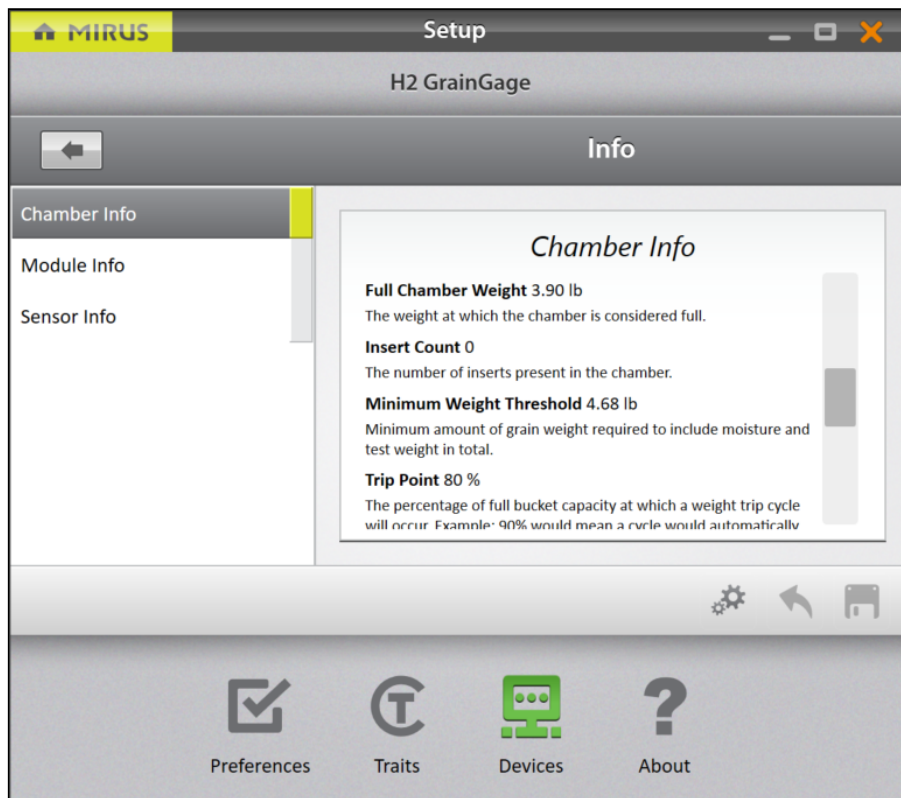 MIRUS
Setup
H2 GrainGage
Info
Chamber Info
Module Info
Sensor Info
Chamber Info
Full Chamber Weight 3.90 lb
The weight at which the chamber is considered full.
Insert Count 0
The number of inserts present in the chamber.
Minimum Weight Threshold 4.68 lb
Minimum amount of grain weight required to include moisture and
test weight in total.
Trip Point 80 %
The percentage of full bucket capacity at which a weight trip cycle
will occur. Example: 90% would mean a cycle would automatically
Preferences
Traits
Devices
About